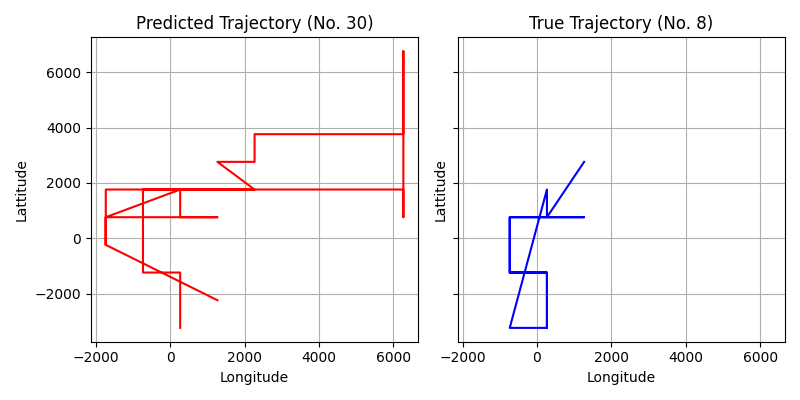 Predicted Trajectory (No. 30)
True Trajectory (No. 8)
Lattitude
6000
4000
2000
0
−2000
−2000 0 2000 4000 6000
Longitude
Lattitude
−2000 0 2000 4000 6000
Longitude